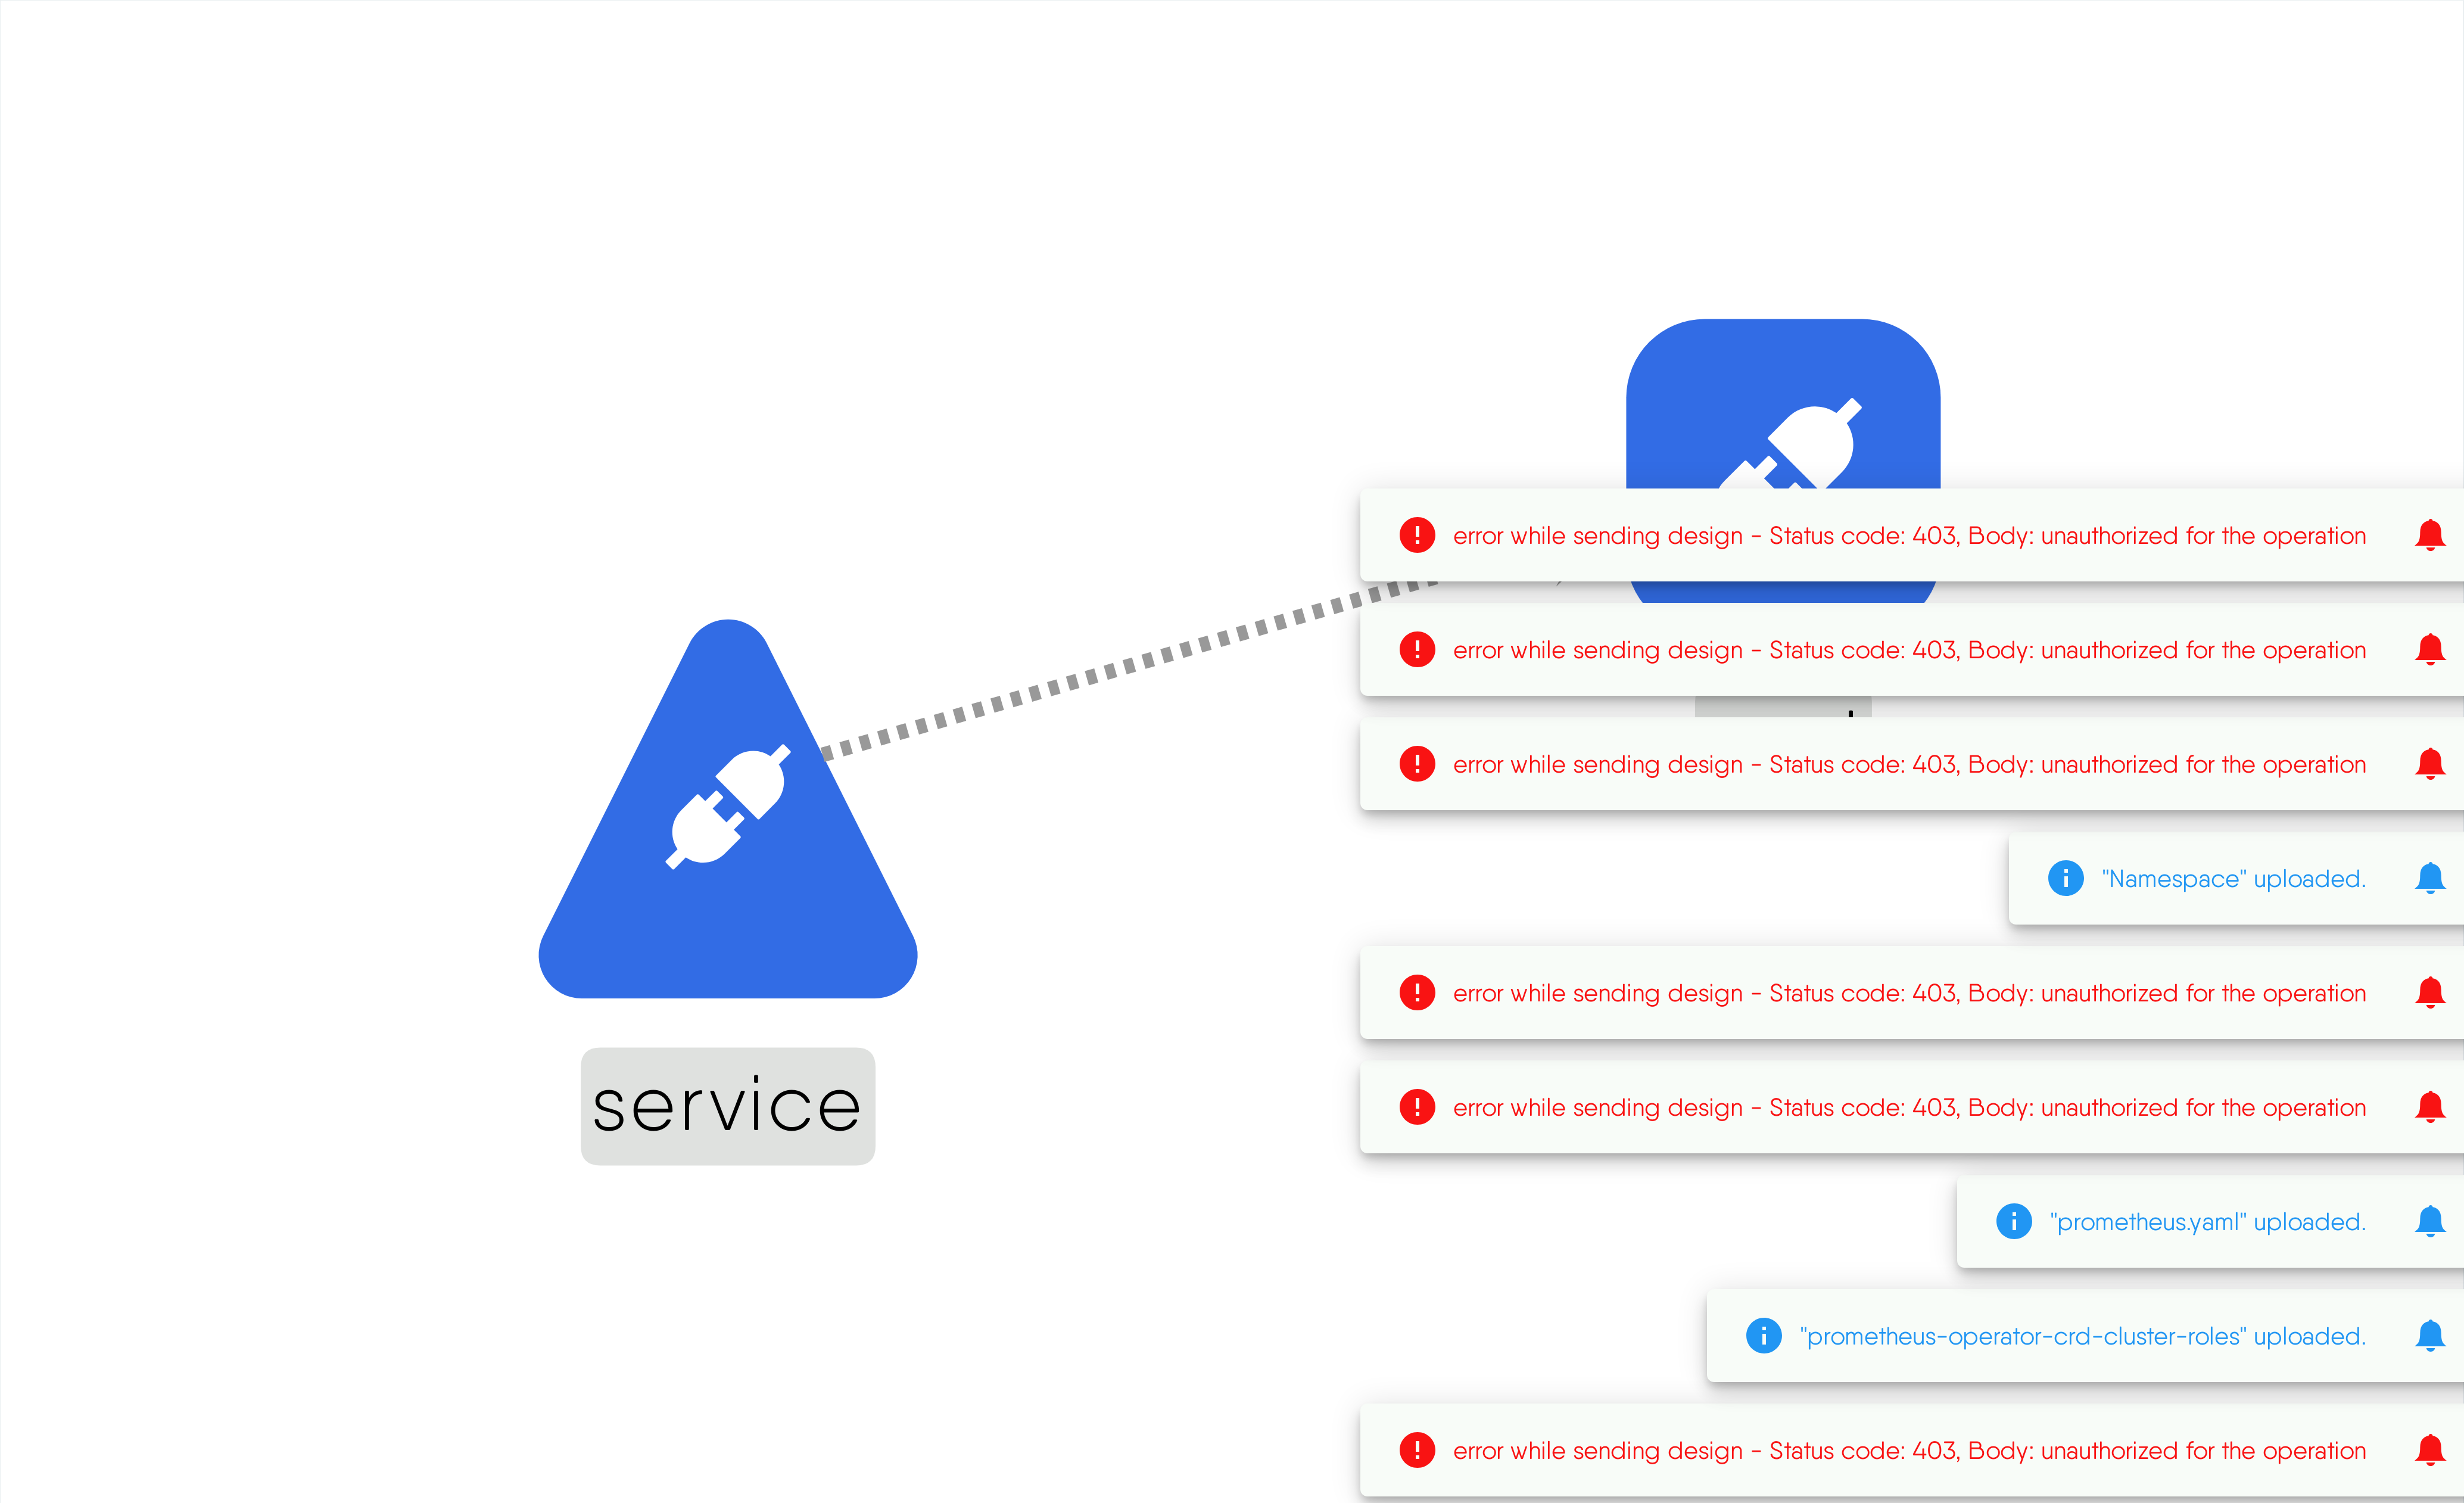 error while sending design - Status code: 403, Body: unauthorized for the operation
error while sending design - Status code: 403, Body: unauthorized for the operation
error while sending design - Status code: 403, Body: unauthorized for the operation
"Namespace" uploaded.
error while sending design - Status code: 403, Body: unauthorized for the operation
service
error while sending design - Status code: 403, Body: unauthorized for the operation
"prometheus.yaml" uploaded.
"prometheus-operator-crd-cluster-roles" uploaded.
error while sending design - Status code: 403, Body: unauthorized for the operation